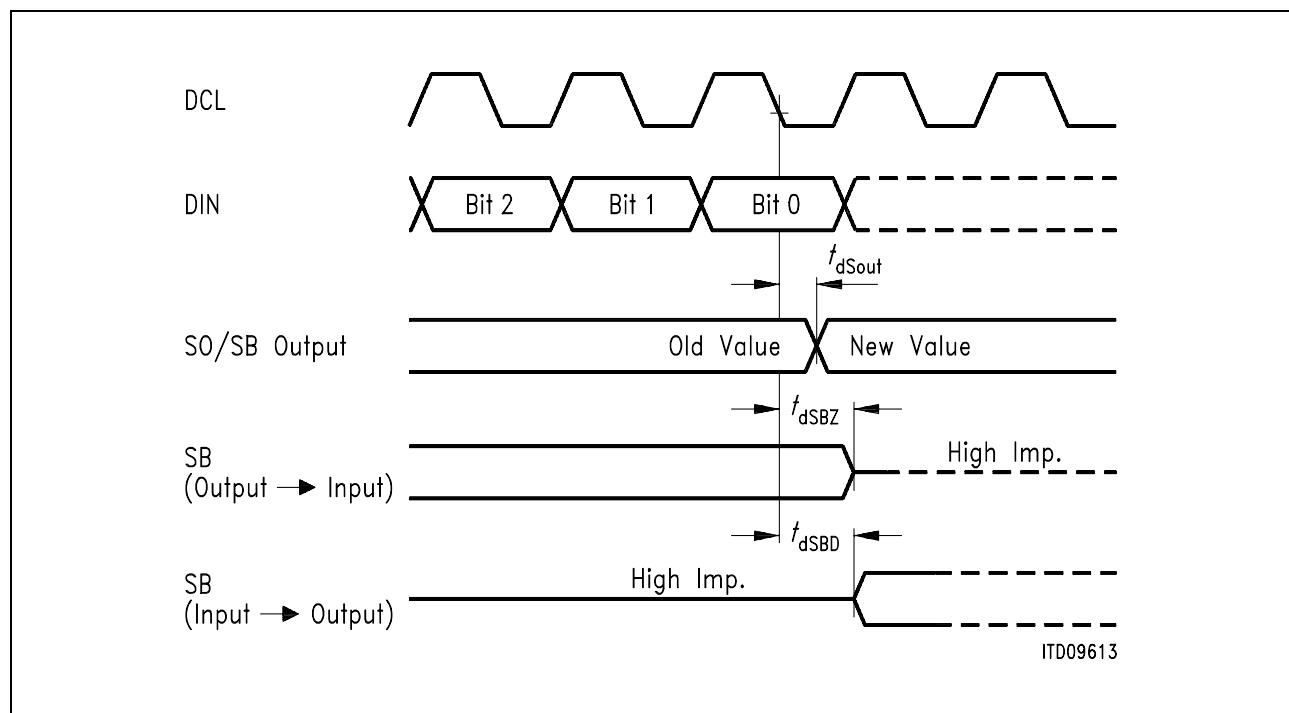 DCL
DIN
Bit 2 Bit 1 Bit 0
tdSout
SO/SB Output
Old Value New Value
tdSBZ
SB
(Output → Input)
High Imp.
tdSBD
SB
(Input → Output)
High Imp.
ITD09613